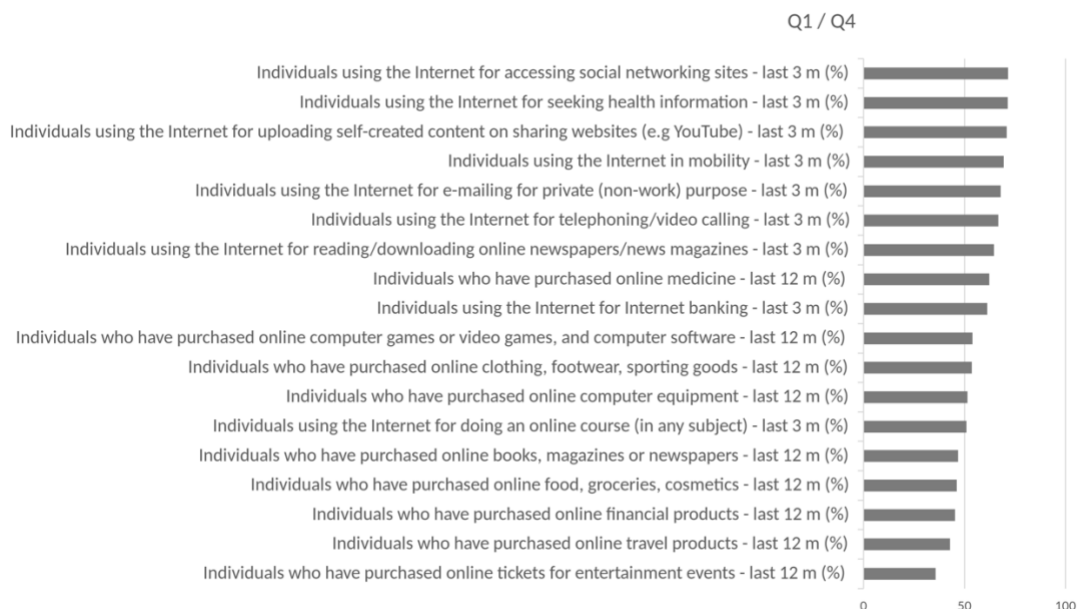 Q1 / Q4
Individuals using the Internet for accessing social networking sites - last 3 m (%)
Individuals using the Internet for seeking health information - last 3 m (%)
Individuals using the Internet for uploading self-created content on sharing websites (e.g YouTube) - last 3 m (%)
Individuals using the Internet in mobility - last 3 m (%)
Individuals using the Internet for e-mailing for private (non-work) purpose - last 3 m (%)
Individuals using the Internet for telephoning/video calling - last 3 m (%)
Individuals using the Internet for reading/downloading online newspapers/news magazines - last 3 m (%)
Individuals who have purchased online medicine - last 12 m (%)
Individuals using the Internet for Internet banking - last 3 m (%)
Individuals who have purchased online computer games or video games, and computer software - last 12 m (%)
Individuals who have purchased online clothing, footwear, sporting goods - last 12 m (%)
Individuals who have purchased online computer equipment - last 12 m (%)
Individuals using the Internet for doing an online course (in any subject) - last 3 m (%)
Individuals who have purchased online books, magazines or newspapers - last 12 m (%)
Individuals who have purchased online food, groceries, cosmetics - last 12 m (%)
Individuals who have purchased online financial products - last 12 m (%)
Individuals who have purchased online travel products - last 12 m (%)
Individuals who have purchased online tickets for entertainment events - last 12 m (%)
0 50 100